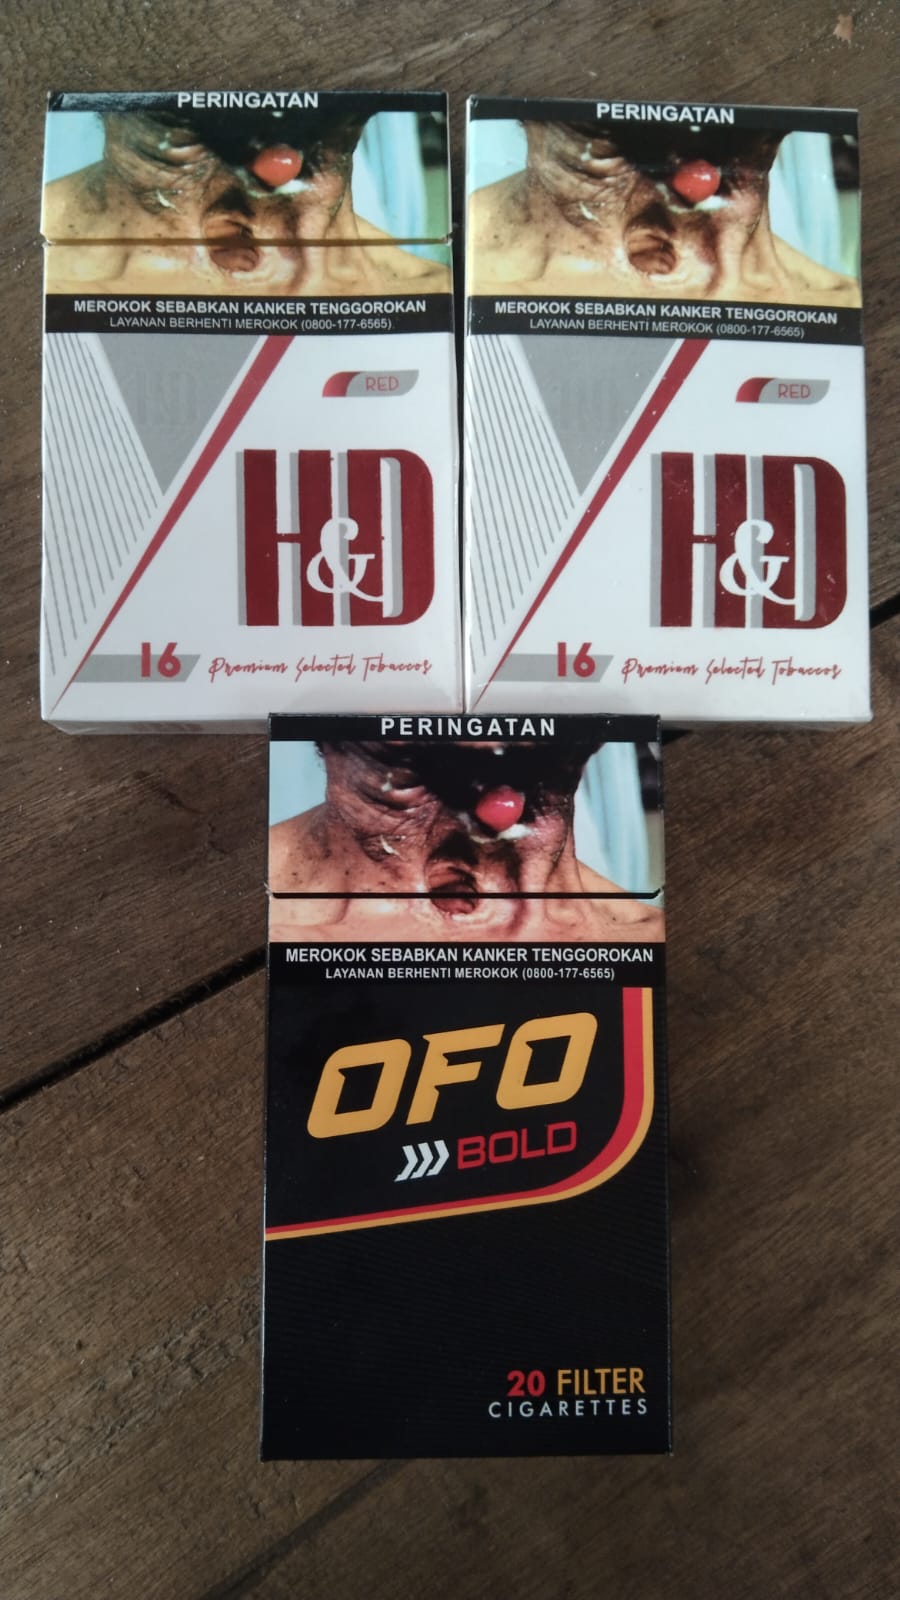 PERINGATAN
MEROKOK SEBABKAN KANKER TENGGOROKAN
LAYANAN BERHENTI MEROKOK (0800-177-6565)
H&D
RED
H&D
16 Premium Selected Tobaccos
H&D
PERINGATAN
MEROKOK SEBABKAN KANKER TENGGOROKAN
LAYANAN BERHENTI MEROKOK (0800-177-6565)
H&D
RED
H&D
16 Premium Selected Tobaccos
PERINGATAN
MEROKOK SEBABKAN KANKER TENGGOROKAN
LAYANAN BERHENTI MEROKOK (0800-177-6565)
OFO
BOLD
20 FILTER
CIGARETTES